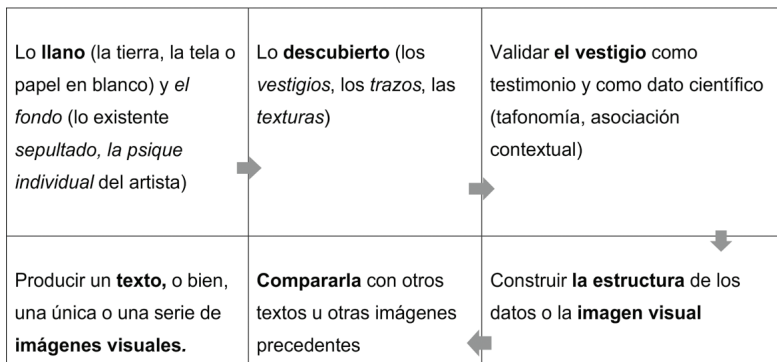 Lo llano (la tierra, la tela o
papel en blanco) y el
fondo (lo existente
sepultado, la psique
individual del artista)
Lo descubierto (los
vestigios, los trazos, las
texturas)
Validar el vestigio como
testimonio y como dato científico
(tafonomía, asociación
contextual)
Producir un texto, o bien,
una única o una serie de
imágenes visuales.
Compararla con otros
textos u otras imágenes
precedentes
Construir la estructura de los
datos o la imagen visual